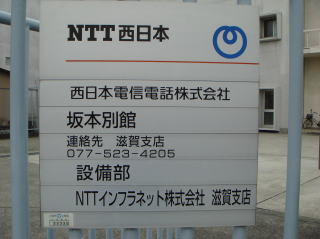 NTT西日本
西日本電信電話株式会社
坂本別館
連絡先 滋賀支店
077-523-4205
設備部
NTTインフラネット株式会社 滋賀支店